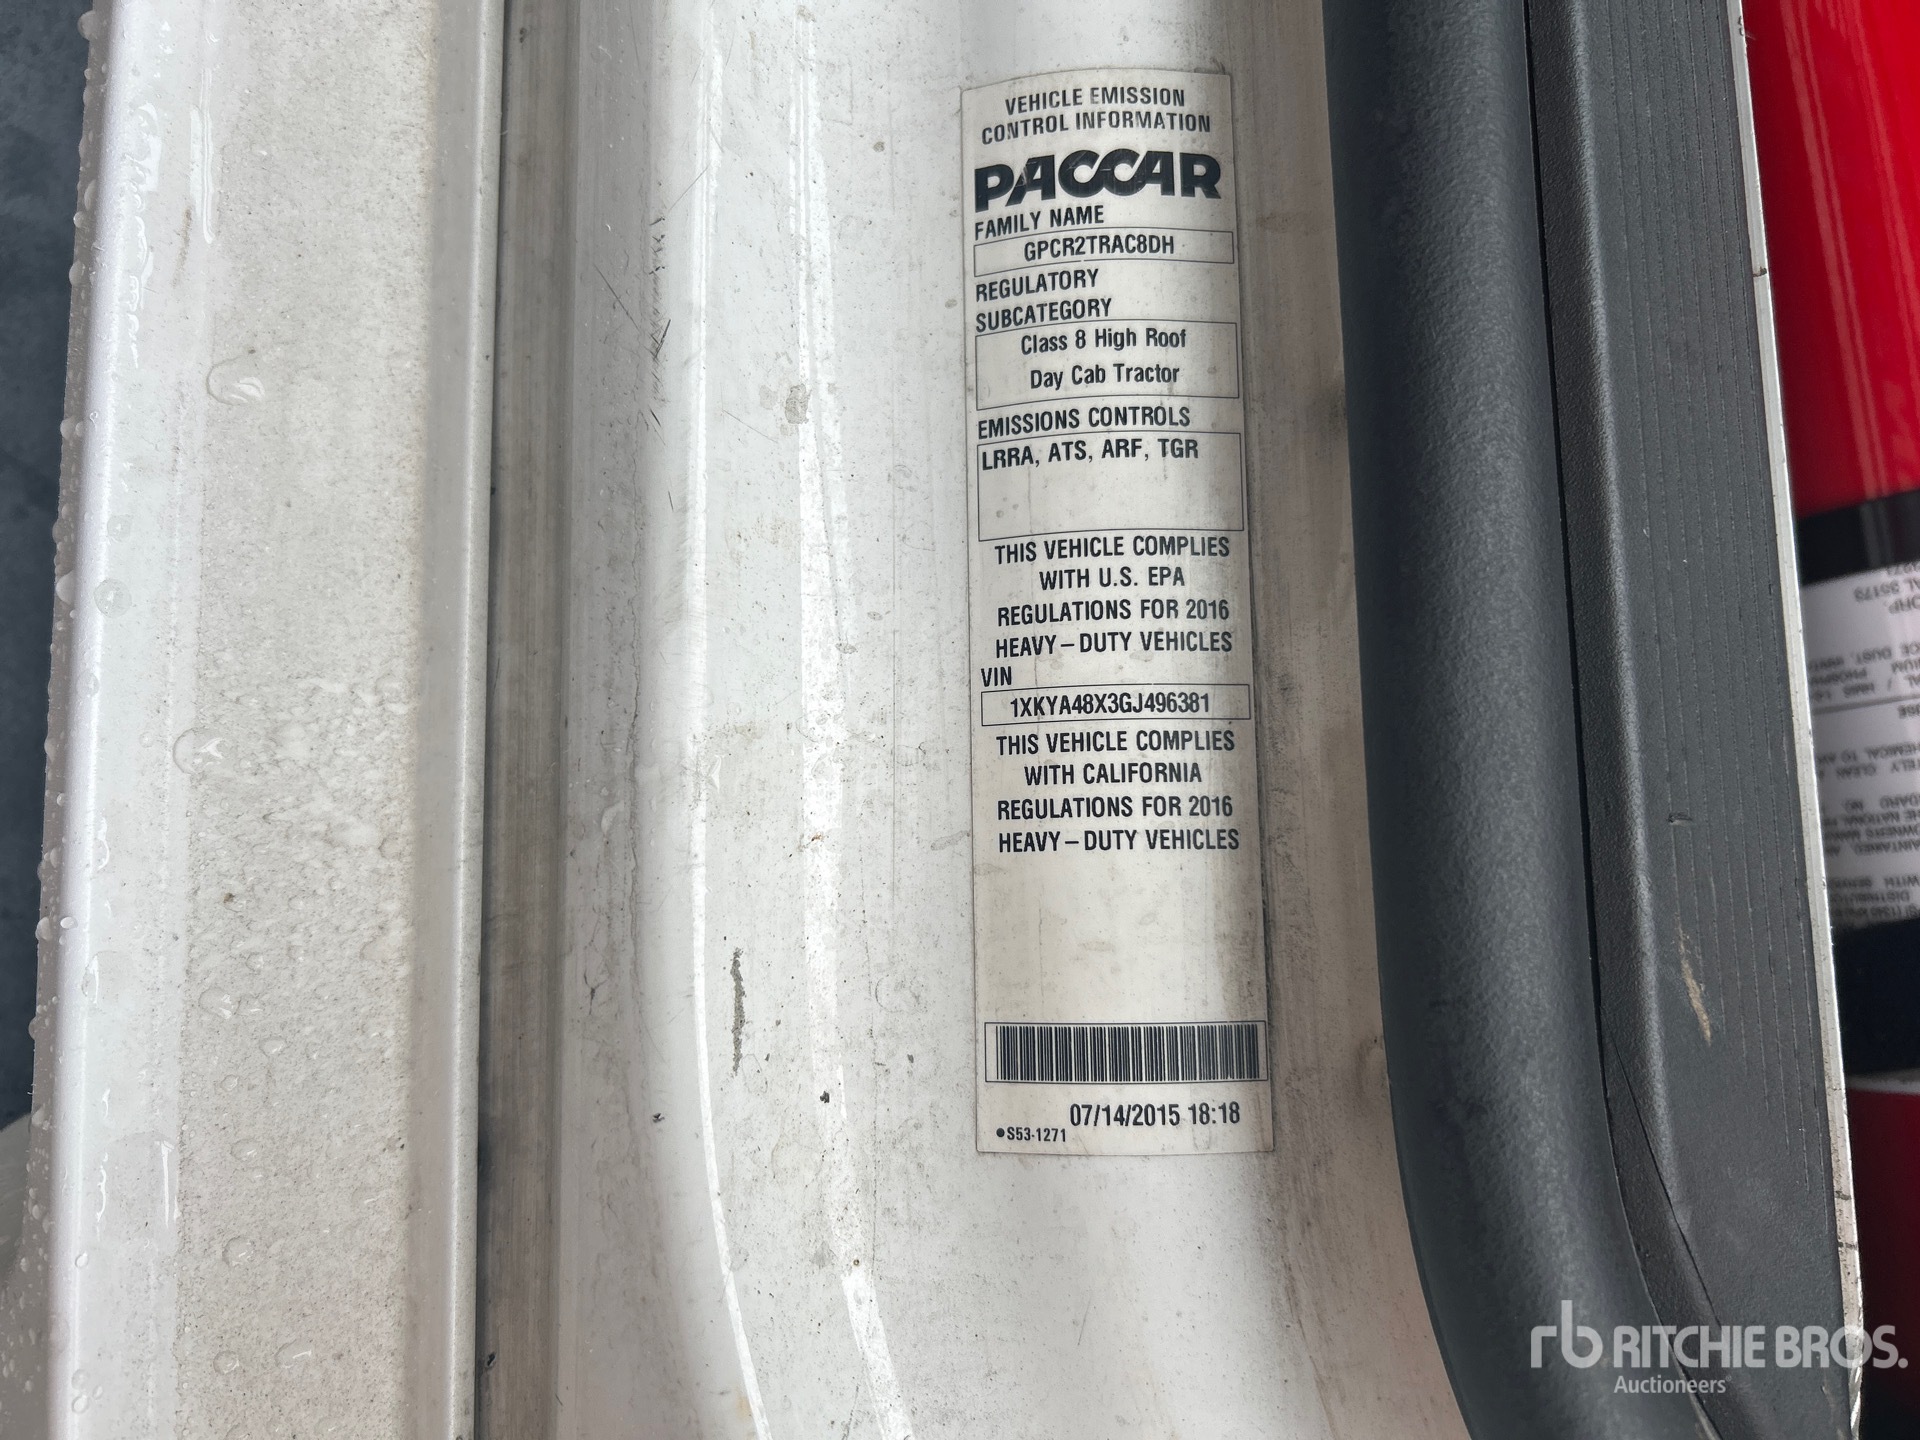 VEHICLE EMISSION
CONTROL INFORMATION
PACCAR
FAMILY NAME
GPCR2TRAC8DH
REGULATORY
SUBCATEGORY
Class 8 High Roof
Day Cab Tractor
EMISSIONS CONTROLS
LRRA, ATS, ARF, TGR
THIS VEHICLE COMPLIES
WITH U.S. EPA
REGULATIONS FOR 2016
HEAVY – DUTY VEHICLES
VIN
1XKYA48X3GJ496381
THIS VEHICLE COMPLIES
WITH CALIFORNIA
REGULATIONS FOR 2016
HEAVY – DUTY VEHICLES
07/14/2015 18:18
●S53-1271
rb RITCHIE BROS.
Auctioneers